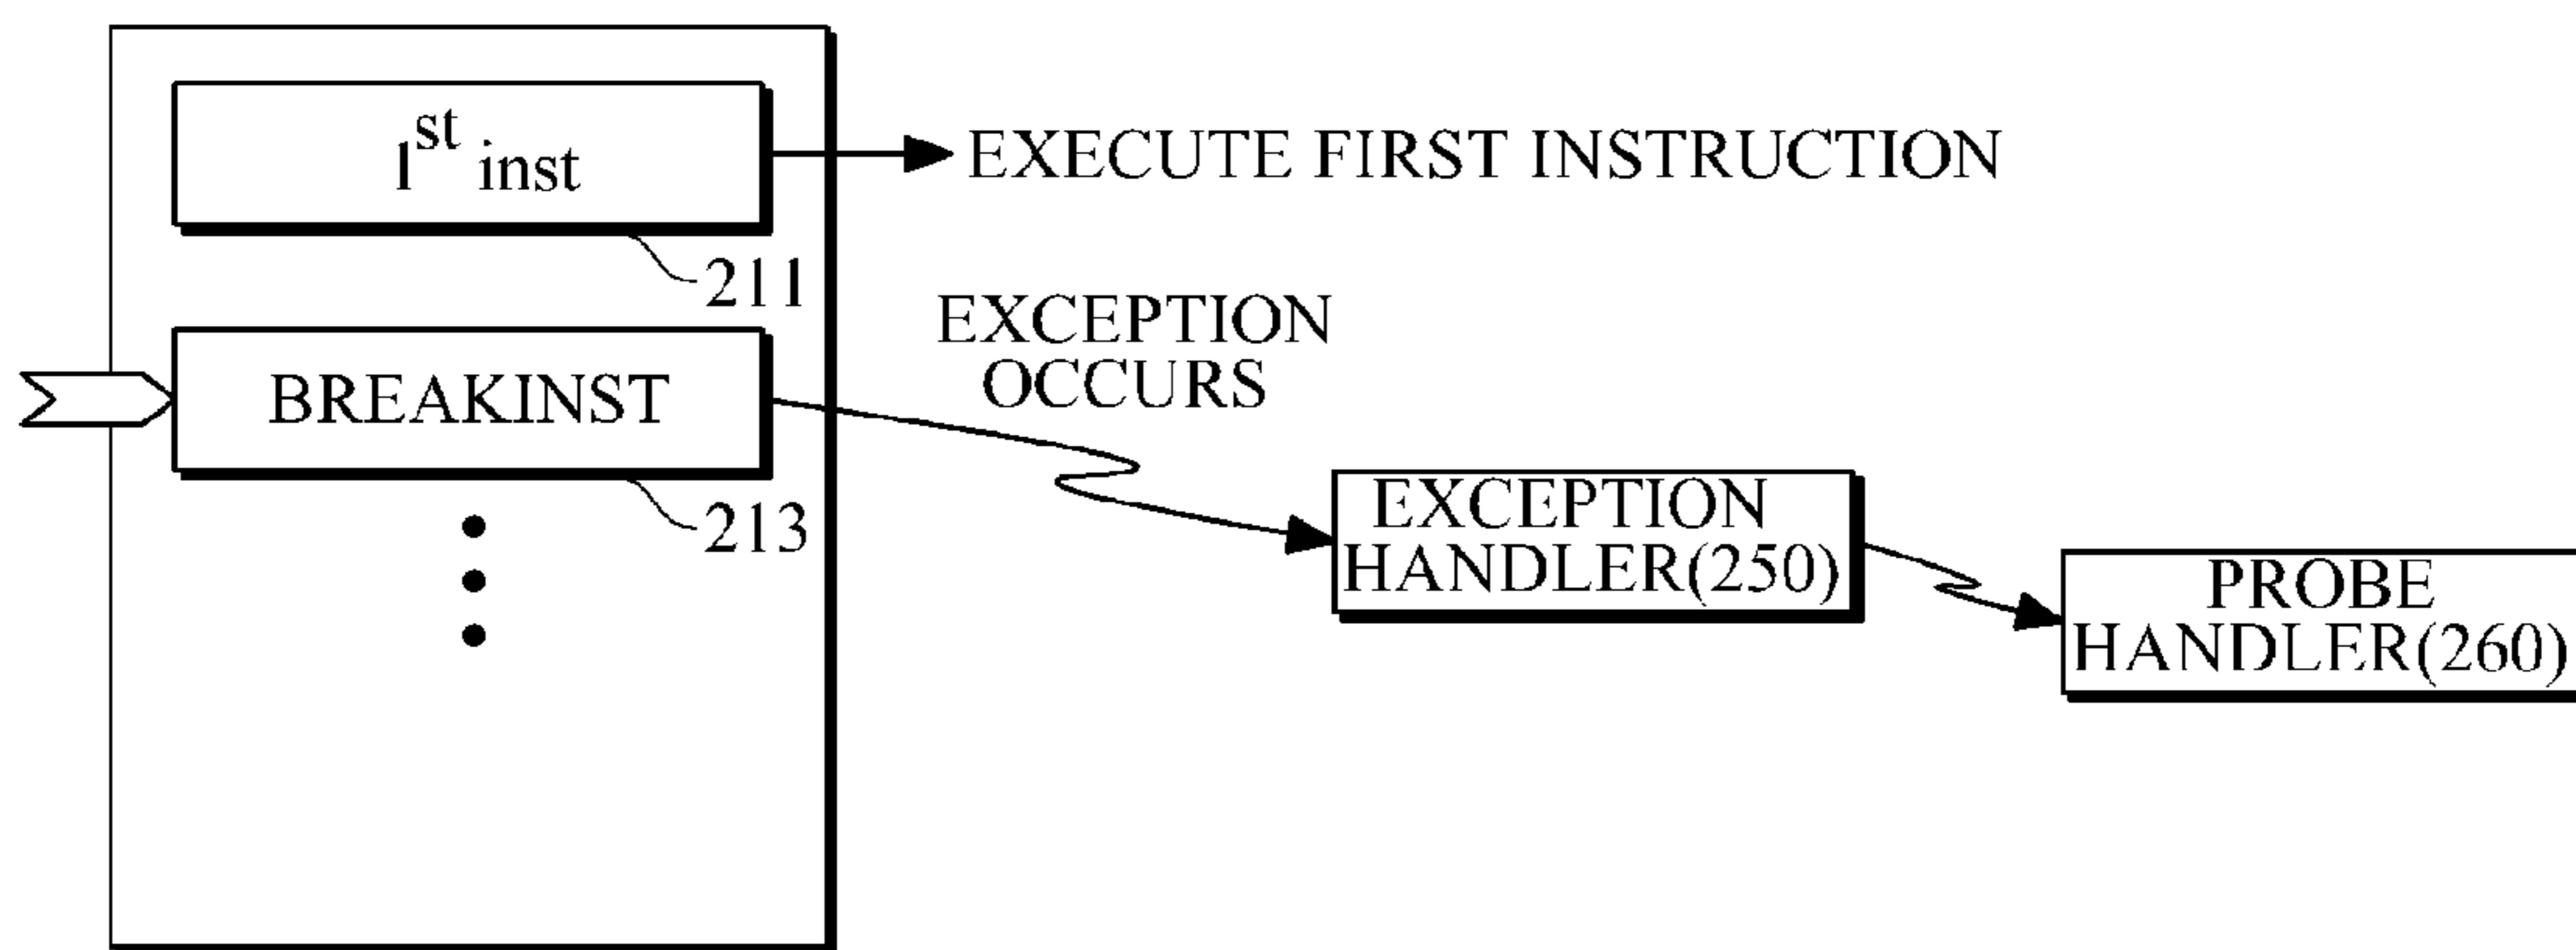 1st inst
EXECUTE FIRST INSTRUCTION
211
EXCEPTION
OCCURS
BREAKINST
213
EXCEPTION
HANDLER(250)
PROBE
HANDLER(260)